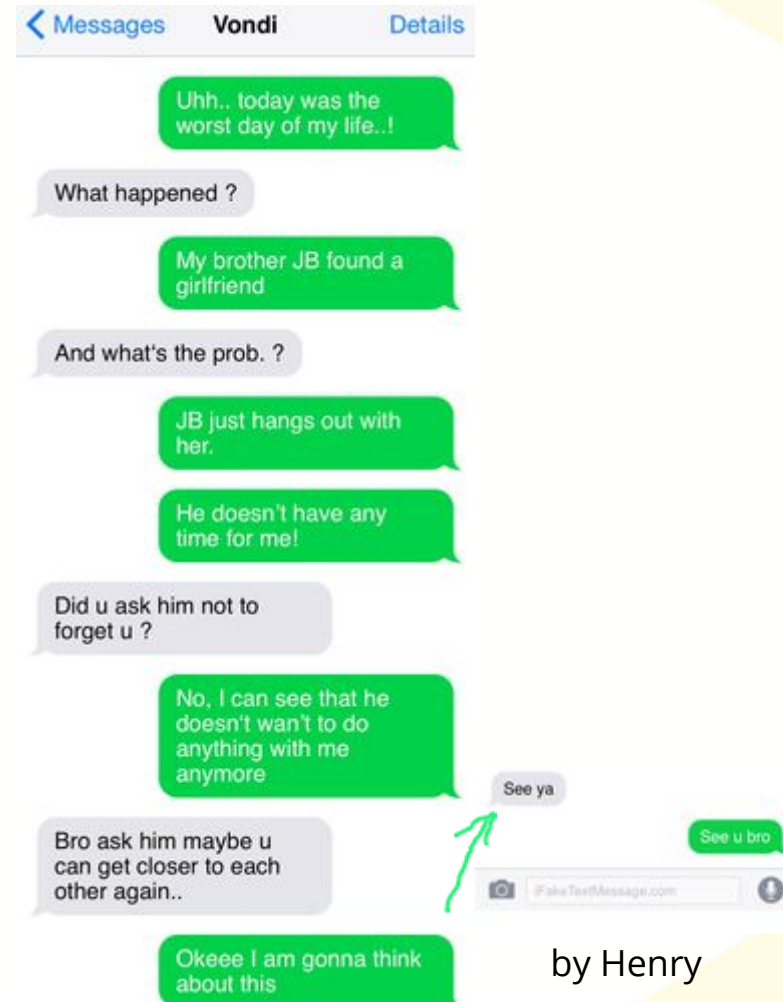 Messages
Vondi
Details
Uhh.. today was the
worst day of my life..!
What happened ?
My brother JB found a
girlfriend
And what's the prob. ?
JB just hangs out with
her.
He doesn't have any
time for me!
Did u ask him not to
forget u ?
No, I can see that he
doesn't wan't to do
anything with me
anymore
Bro ask him maybe u
can get closer to each
other again..
Okeee I am gonna think
about this
See ya
See u bro
iFakeTextMessage.com
by Henry